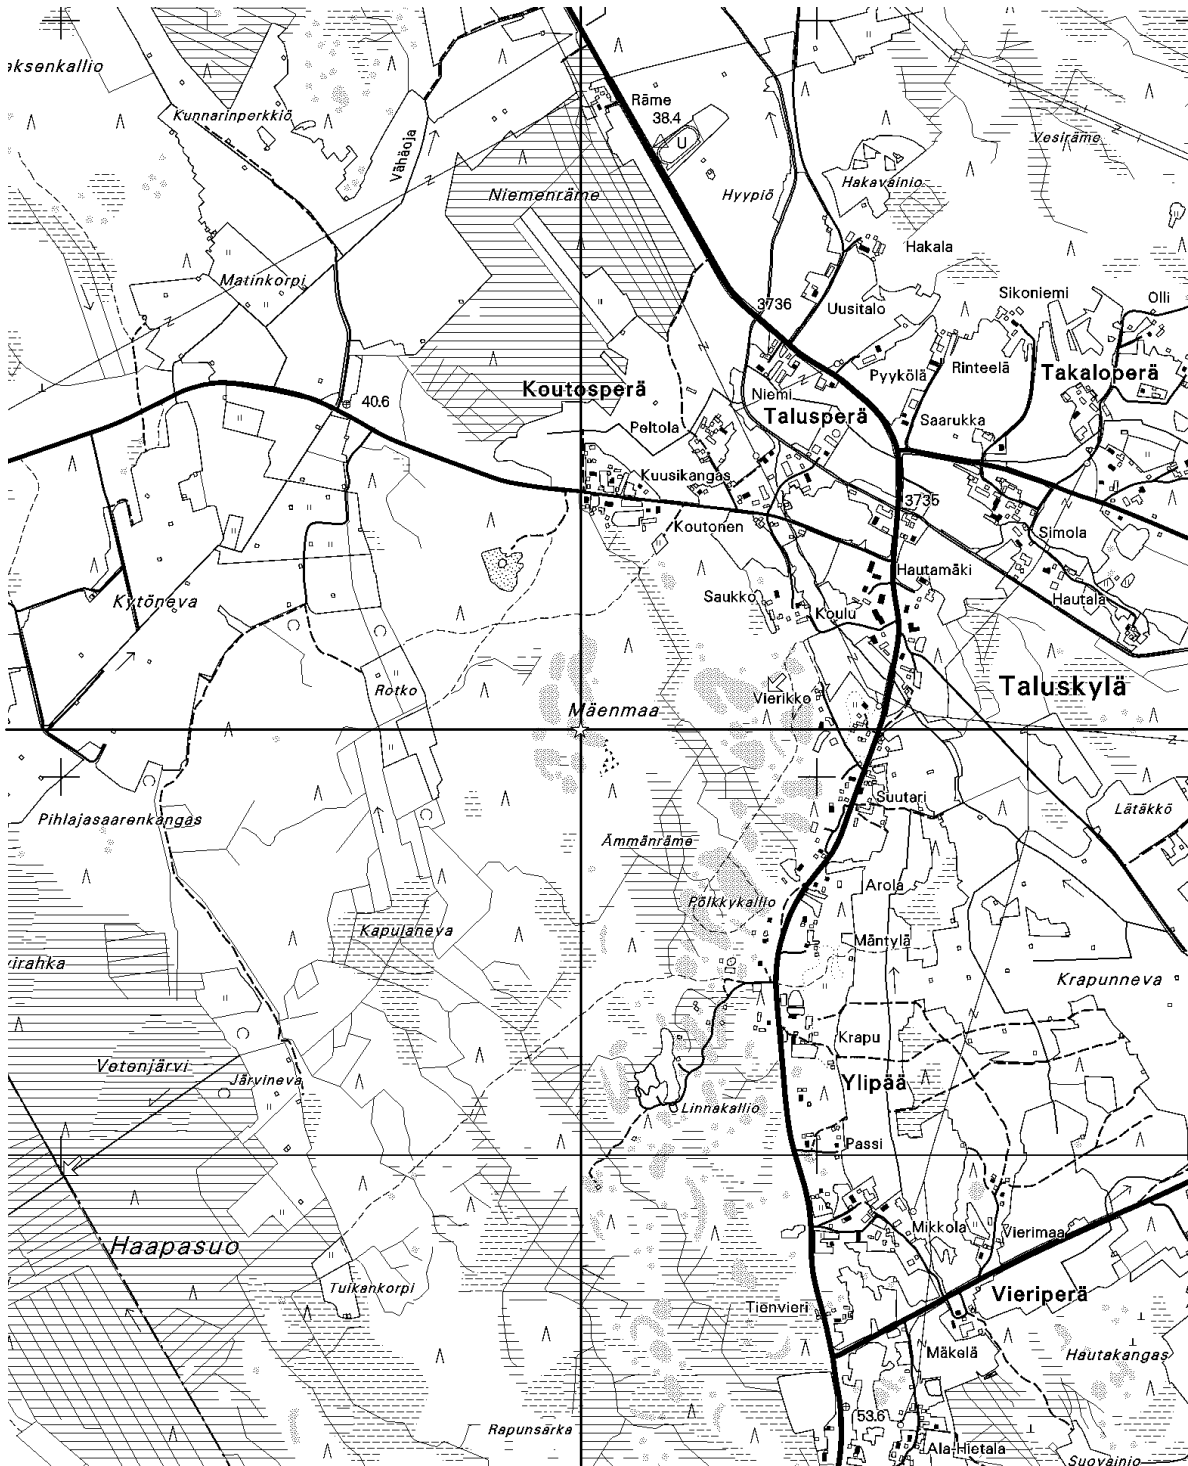 Räme
38.4
U
Kunnarinperkkiö
Vähäoja
Vesiräme
Niemenräme
Hyypiö
Hakavainio
Hakala
Matinkorpi
3736
Uusitalo
Sikoniemi
Olli
Pyykölä
Rinteelä
Takaloperä
Koutosperä
Niemi
40.6
Talusperä
Saarukka
Peltola
Kuusikangas
3735
Koutonen
Simola
Hautamäki
Saukko
Koulu
Hautala
Kytöneva
Rotko
Vierikko
Taluskylä
Mäenmaa
Suutari
Lätäkkö
Pihlajasaarenkangas
Ämmänräme
Arola
Pölkkykallio
Kapulaneva
Mäntylä
virahka
Krapunneva
Krapu
Vetenjärvi
Järvineva
Ylipää
Linnakallio
Passi
Mikkola
Vierimaa
Haapasuo
Tuikankorpi
Vieriperä
Tienvieri
Mäkelä
Hautakangas
53.6
Rapunsarka
Ala-Hietala
Suovainio